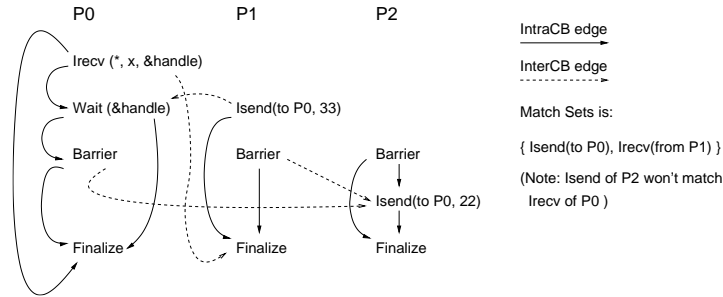 P0 P1 P2
IntraCB edge
Irecv (*, x, &handle)
InterCB edge
Wait (&handle) Isend(to P0, 33)
Match Sets is:
Barrier Barrier Barrier
{ Isend(to P0), Irecv(from P1) }
(Note: Isend of P2 won't match
Isend(to P0, 22)
Irecv of P0 )
Finalize Finalize Finalize